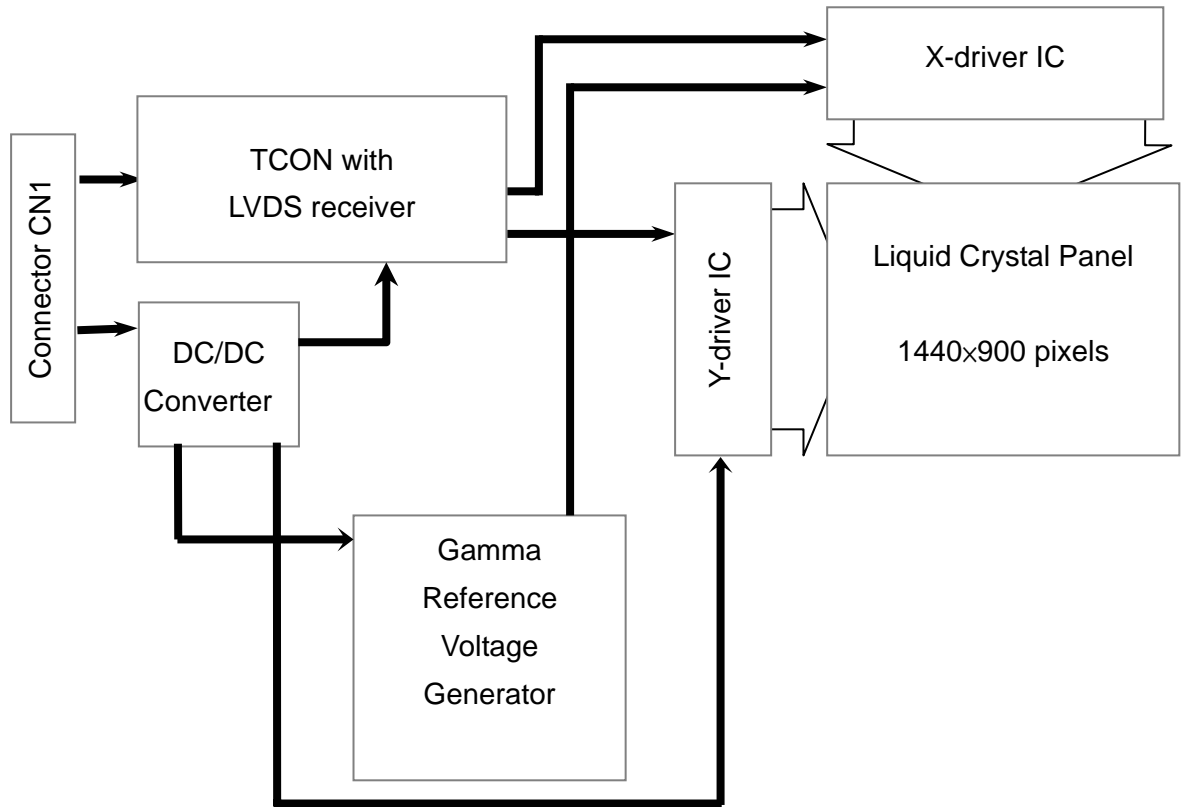 X-driver IC
TCON with
LVDS receiver
Connector CN1
Y-driver IC
Liquid Crystal Panel
1440×900 pixels
DC/DC
Converter
Gamma
Reference
Voltage
Generator